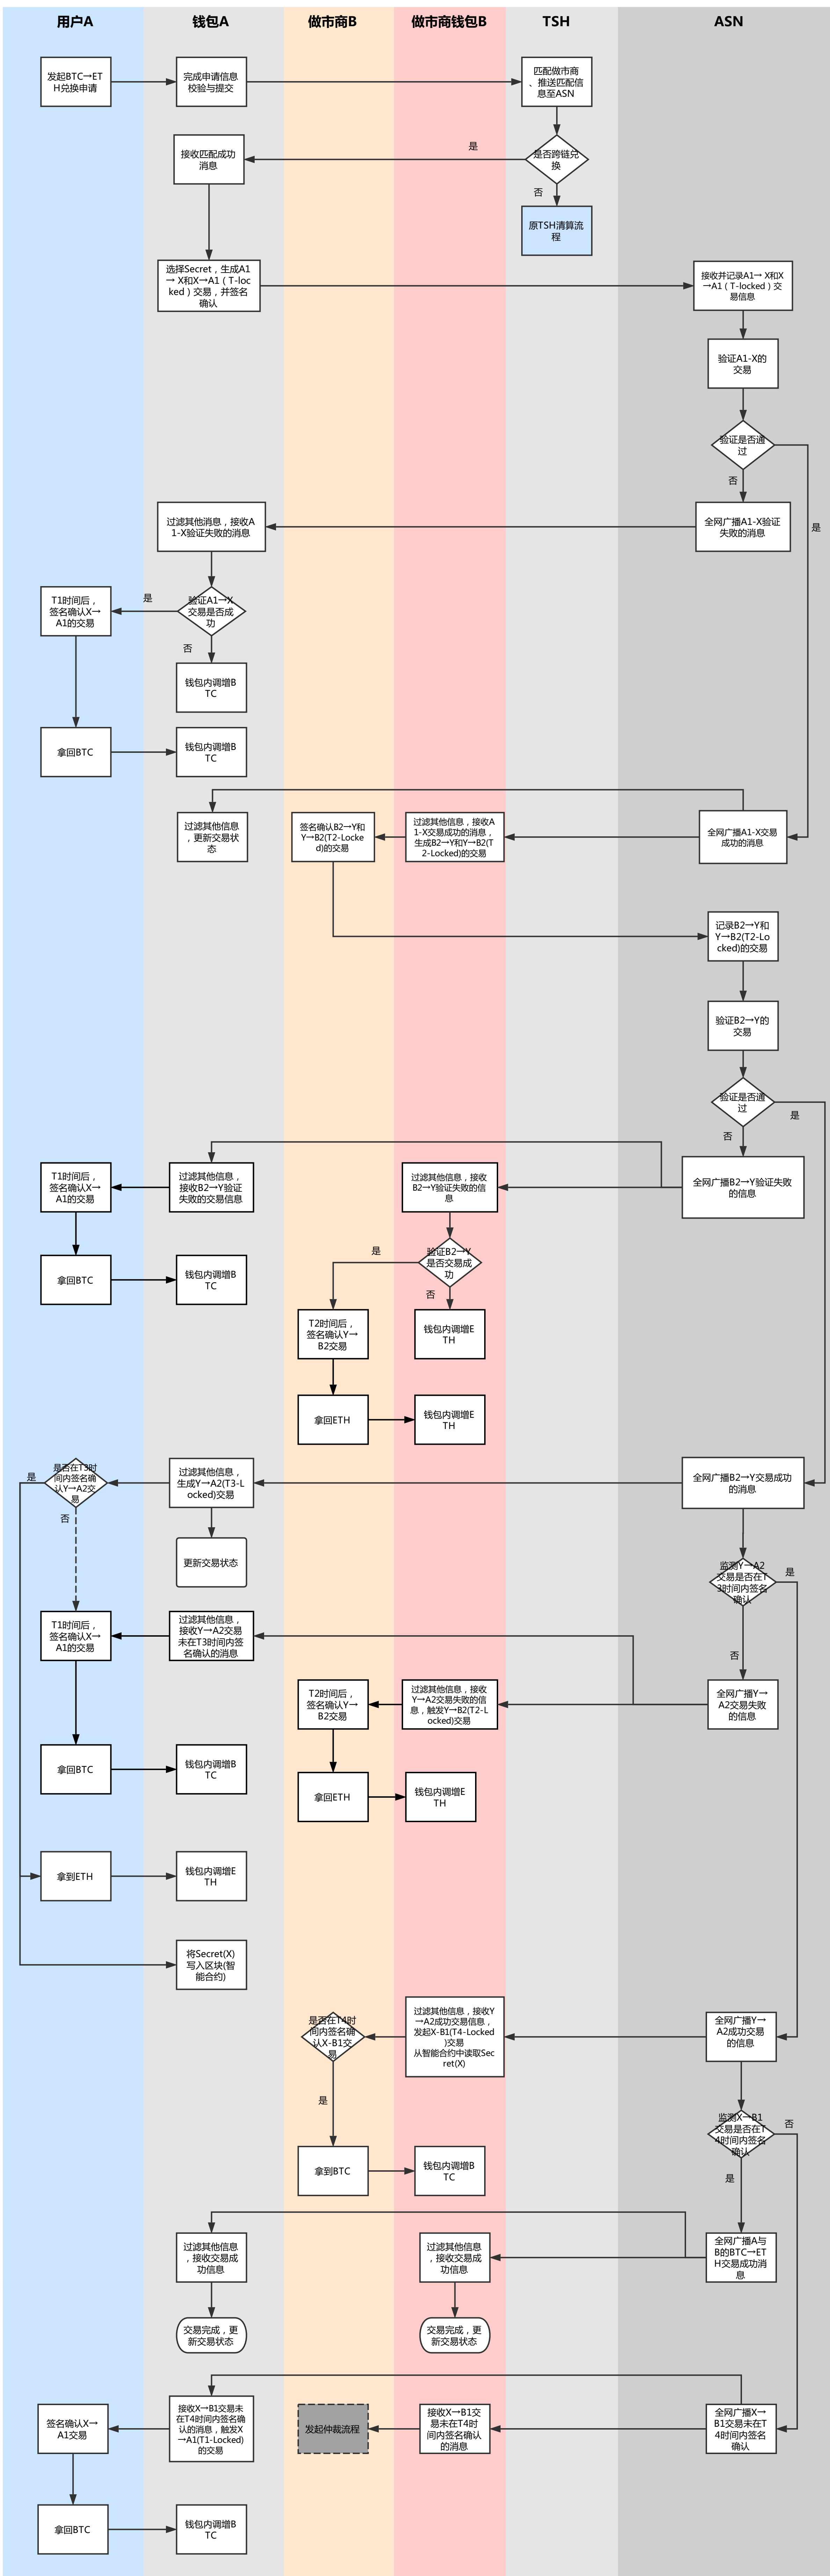 用户A
钱包A
做市商B
做市商钱包B
TSH
ASN
发起BTC→ET
H兑换申请
完成申请信息
校验与提交
匹配做市商
、推送匹配信
息至ASN
接收匹配成功
消息
是
是否跨链兑
换
否
原TSH清算流
程
选择Secret，生成A1
→ X和X→A1（T-loc
ked）交易，并签名
确认
接收并记录A1→ X和X
→A1（T-locked）交
易信息
验证A1-X的
交易
验证是否通
过
否
是
过滤其他消息，接收A
1-X验证失败的消息
全网广播A1-X验证
失败的消息
T1时间后，
签名确认X→
A1的交易
是
验证A1→X
交易是否成
功
否
钱包内调增B
TC
拿回BTC
钱包内调增B
TC
过滤其他信息
，更新交易状
态
签名确认B2→Y和
Y→B2(T2-Locke
d)的交易
过滤其他信息，接收A
1-X交易成功的消息，
生成B2→Y和Y→B2(T
2-Locked)的交易
全网广播A1-X交易
成功的消息
记录B2→Y和
Y→B2(T2-Lo
cked)的交易
验证B2→Y的
交易
验证是否通
过
是
否
T1时间后，
签名确认X→
A1的交易
过滤其他信息，
接收B2→Y验证
失败的交易信息
过滤其他信息，接收
B2→Y验证失败的信
息
全网广播B2→Y验证失败
的信息
拿回BTC
钱包内调增B
TC
是
验证B2→Y
是否交易成
功
否
T2时间后，
签名确认Y→
B2交易
钱包内调增E
TH
拿回ETH
钱包内调增E
TH
是
是否在T3时
间内签名确
认Y→A2交
易
否
过滤其他信息，
生成Y→A2(T3-L
ocked)交易
全网广播B2→Y交易成功
的消息
更新交易状态
监测Y→A2
交易是否在T
3时间内签名
确认
是
否
T1时间后，
签名确认X→
A1的交易
过滤其他信息，
接收Y→A2交易
未在T3时间内签
名确认的消息
T2时间后，
签名确认Y→
B2交易
过滤其他信息，接收
Y→A2交易失败的信
息，触发Y→B2(T2-L
ocked)交易
全网广播Y→
A2交易失败
的信息
拿回BTC
钱包内调增B
TC
拿回ETH
钱包内调增E
TH
拿到ETH
钱包内调增E
TH
将Secret(X)
写入区块(智
能合约)
是否在T4时
间内签名确
认X-B1交
易
过滤其他信息，接收Y
→A2成功交易信息，
发起X-B1(T4-Locked
)交易
从智能合约中读取Sec
ret(X)
全网广播Y→
A2成功交易
的信息
是
监测X→B1
交易是否在T
4时间内签名
确认
否
是
拿到BTC
钱包内调增B
TC
过滤其他信息
，接收交易成
功信息
过滤其他信息
，接收交易成
功信息
全网广播A与
B的BTC→ET
H交易成功消
息
交易完成，更
新交易状态
交易完成，更
新交易状态
签名确认X→
A1交易
接收X→B1交易未
在T4时间内签名确
认的消息，触发X
→A1(T1-Locked)
的交易
发起仲裁流程
接收X→B1交
易未在T4时
间内签名确认
的消息
全网广播X→
B1交易未在T
4时间内签名
确认
拿回BTC
钱包内调增B
TC